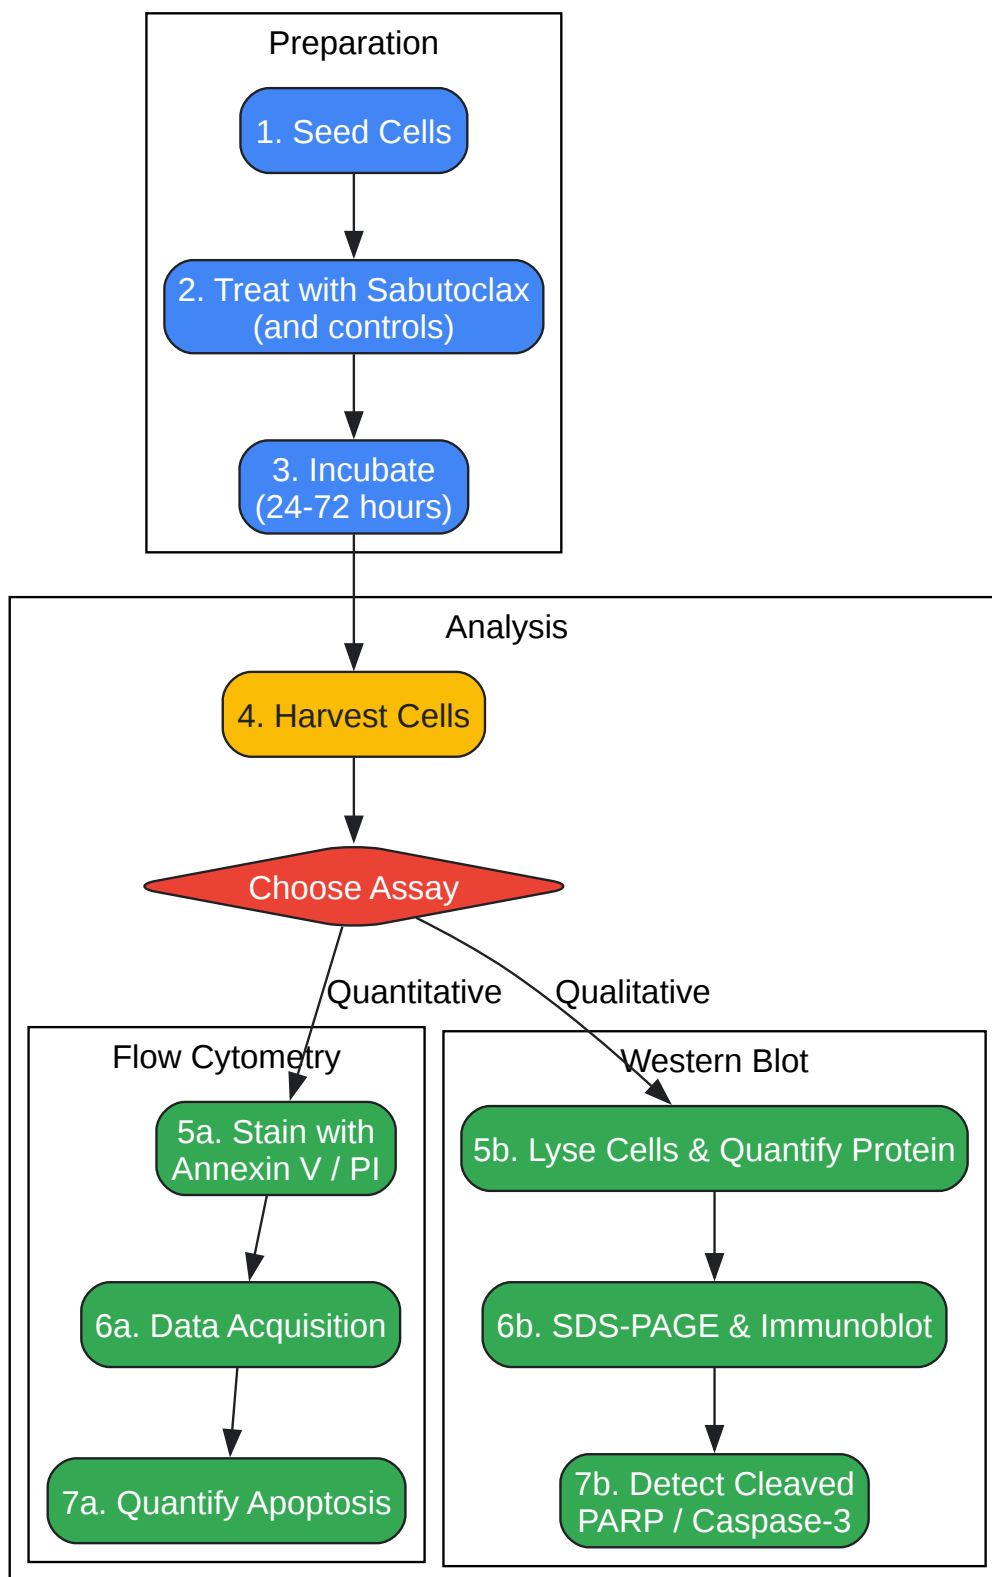 Preparation
1. Seed Cells
2. Treat with Sabutoclax
(and controls)
3. Incubate
(24-72 hours)
Analysis
4. Harvest Cells
Choose Assay
Quantitative
Qualitative
Flow Cytometry
5a. Stain with
Annexin V / PI
6a. Data Acquisition
7a. Quantify Apoptosis
Western Blot
5b. Lyse Cells & Quantify Protein
6b. SDS-PAGE & Immunoblot
7b. Detect Cleaved
PARP / Caspase-3